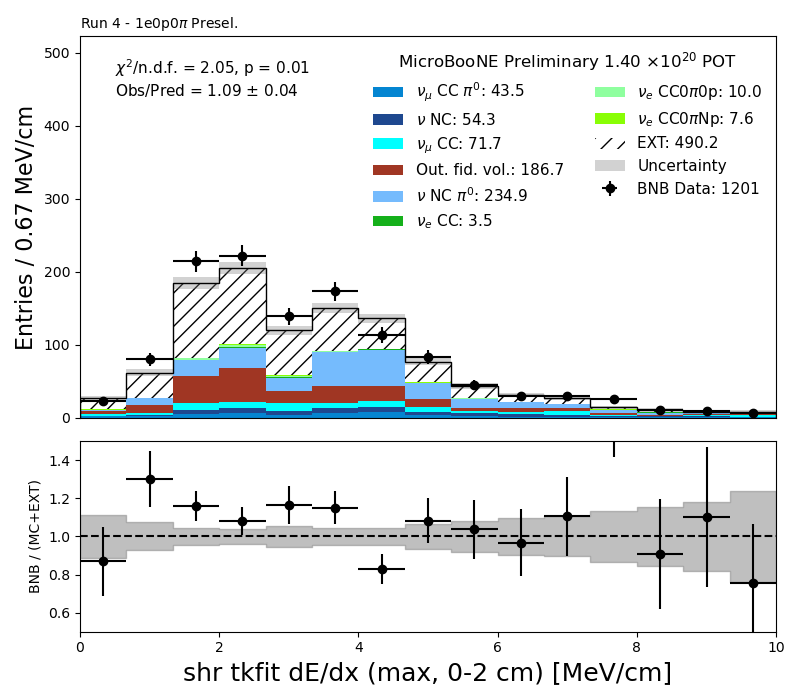 Run 4 - 1e0p0π Presel.
χ²/n.d.f. = 2.05, p = 0.01
Obs/Pred = 1.09 ± 0.04
MicroBooNE Preliminary 1.40 ×10²⁰ POT
ν_μ CC π⁰: 43.5
ν NC: 54.3
ν_μ CC: 71.7
Out. fid. vol.: 186.7
ν NC π⁰: 234.9
ν_e CC: 3.5
ν_e CC0π0p: 10.0
ν_e CC0πNp: 7.6
EXT: 490.2
Uncertainty
BNB Data: 1201
Entries / 0.67 MeV/cm
500
400
300
200
100
0
BNB / (MC+EXT)
1.4
1.2
1.0
0.8
0.6
0 2 4 6 8 10
shr tkfit dE/dx (max, 0-2 cm) [MeV/cm]